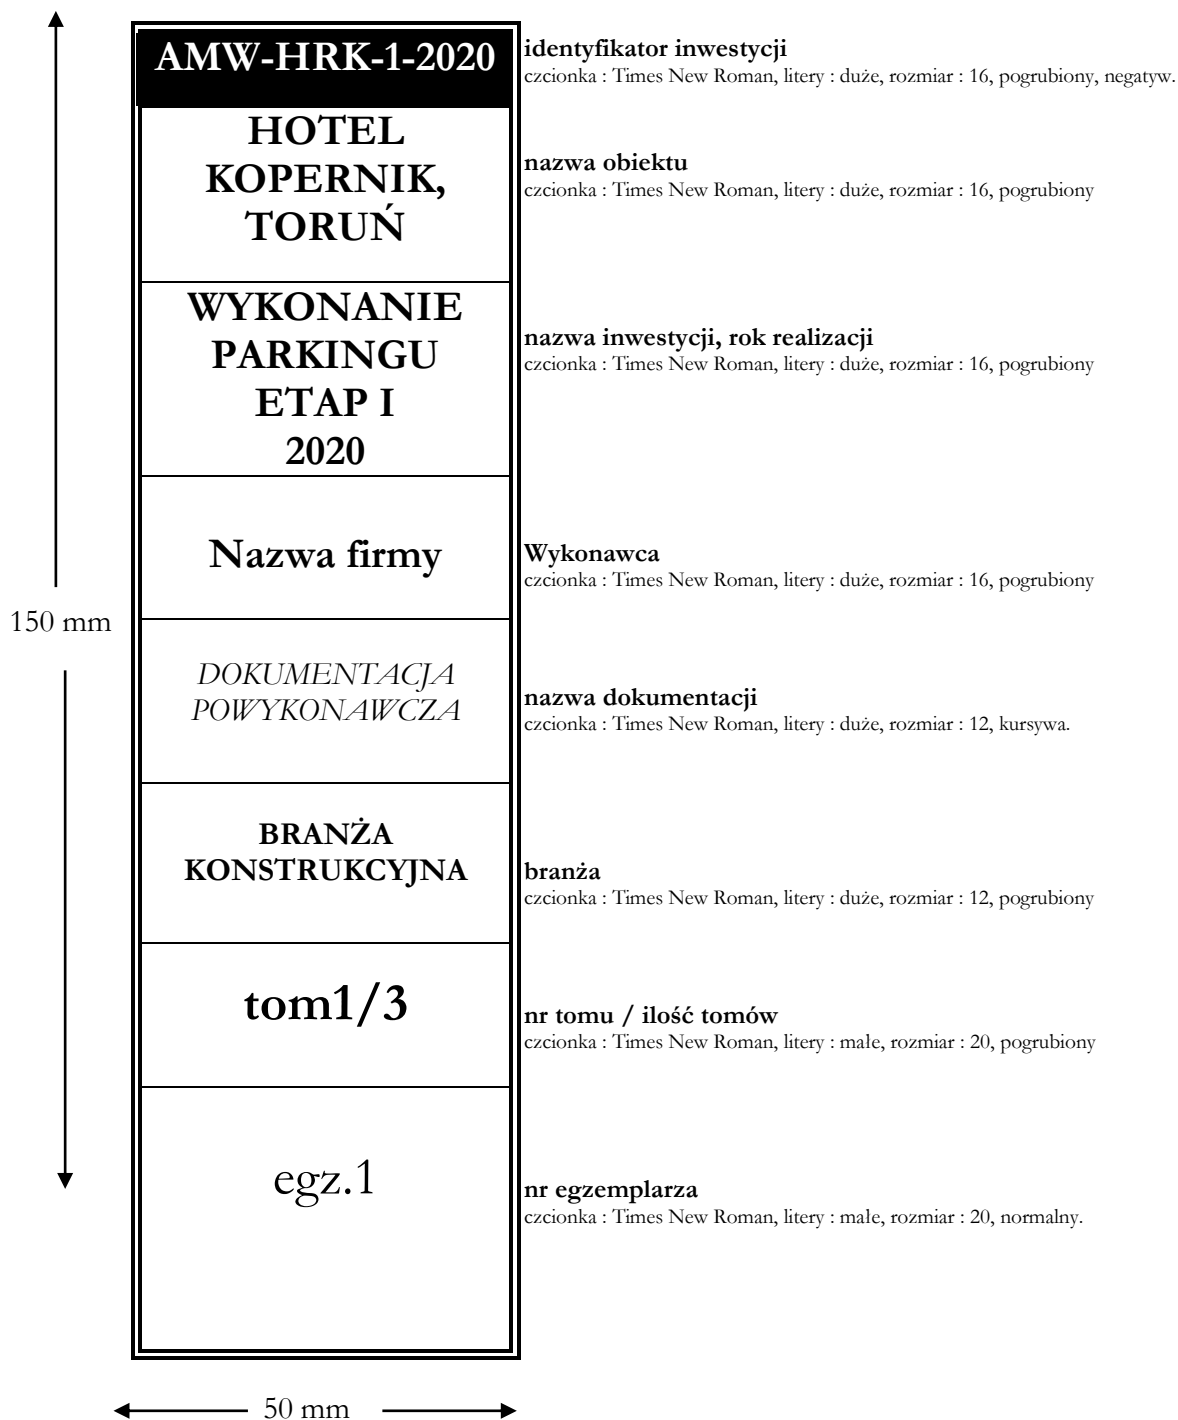 AMW-HRK-1-2020
identyfikator inwestycji
czcionka : Times New Roman, litery : duże, rozmiar : 16, pogrubiony, negatyw.
HOTEL
KOPERNIK,
TORUŃ
nazwa obiektu
czcionka : Times New Roman, litery : duże, rozmiar : 16, pogrubiony
WYKONANIE
PARKINGU
ETAP I
2020
nazwa inwestycji, rok realizacji
czcionka : Times New Roman, litery : duże, rozmiar : 16, pogrubiony
Nazwa firmy
Wykonawca
czcionka : Times New Roman, litery : duże, rozmiar : 16, pogrubiony
150 mm
DOKUMENTACJA
POWYKONAWCZA
nazwa dokumentacji
czcionka : Times New Roman, litery : duże, rozmiar : 12, kursywa.
BRANŻA
KONSTRUKCYJNA
branża
czcionka : Times New Roman, litery : duże, rozmiar : 12, pogrubiony
tom1/3
nr tomu / ilość tomów
czcionka : Times New Roman, litery : małe, rozmiar : 20, pogrubiony
egz.1
nr egzemplarza
czcionka : Times New Roman, litery : małe, rozmiar : 20, normalny.
50 mm